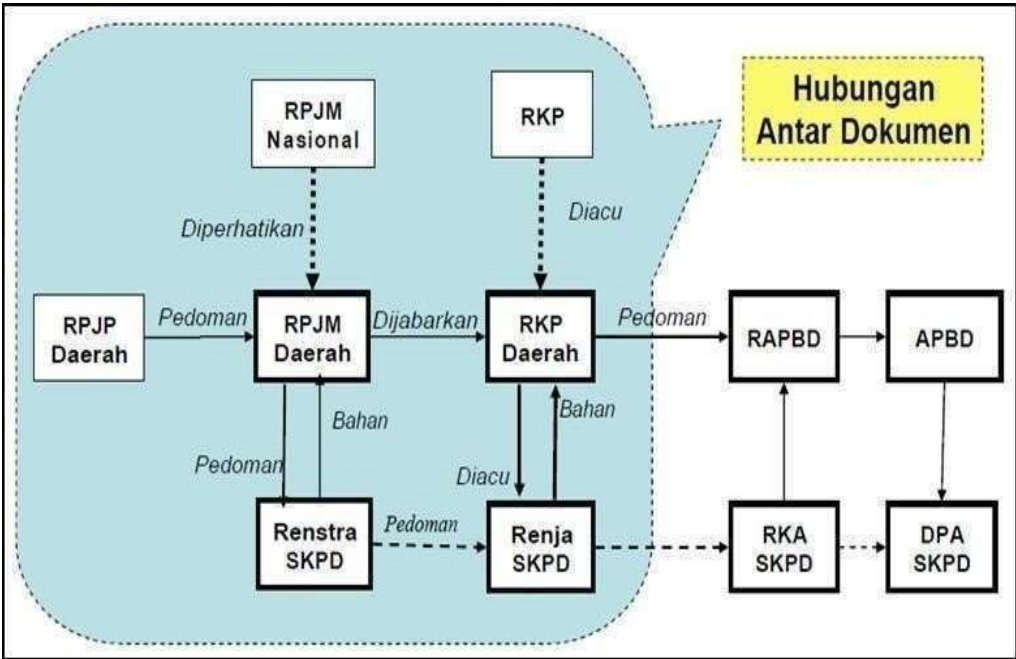 Hubungan
Antar Dokumen
RPJM
Nasional
RKP
Diperhatikan
Diacu
RPJP
Daerah
Pedoman
RPJM
Daerah
Dijabarkan
RKP
Daerah
Pedoman
RAPBD
APBD
Bahan
Pedoman
Bahan
Diacu
Renstra
SKPD
Pedoman
Renja
SKPD
RKA
SKPD
DPA
SKPD